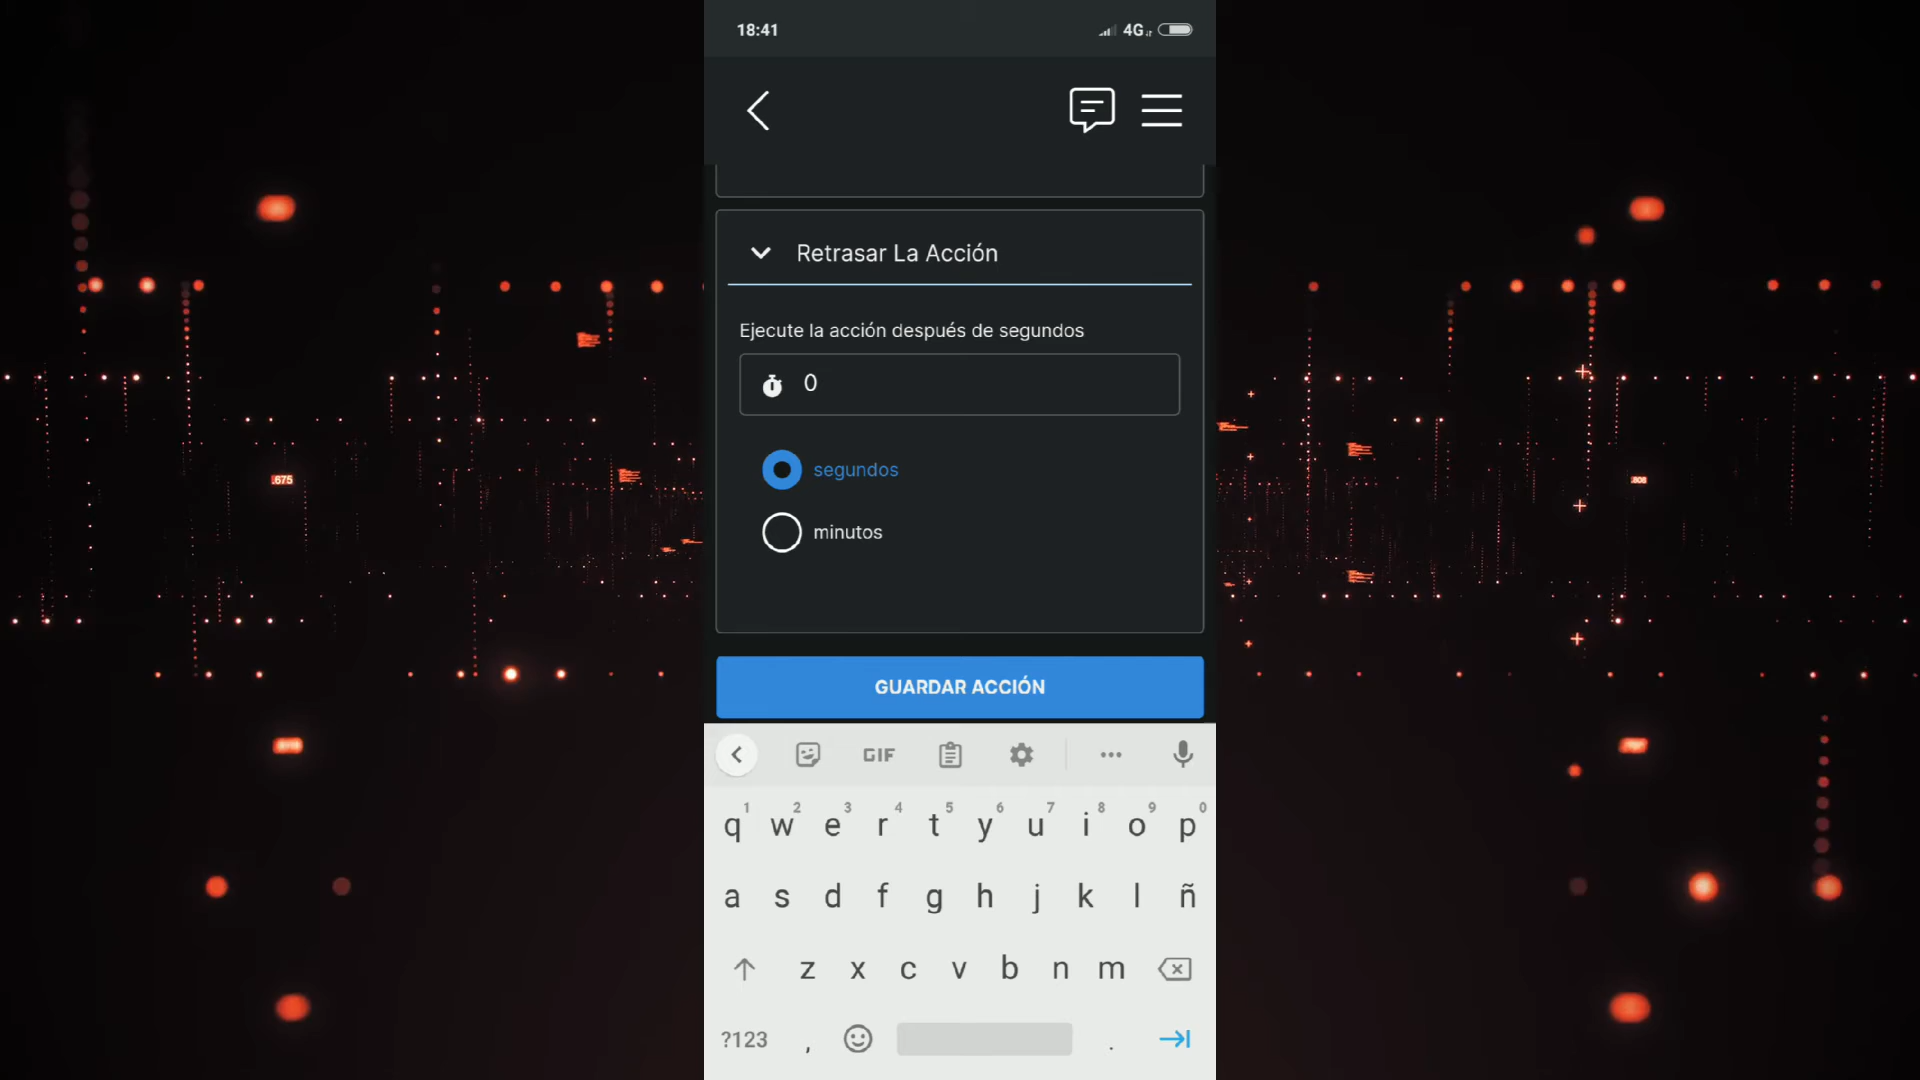 18:41
4G
Retrasar La Acción
Ejecute la acción después de segundos
0
segundos
minutos
GUARDAR ACCIÓN
GIF
1 2 3 4 5 6 7 8 9 0
q w e r t y u i o p
a s d f g h j k l ñ
z x c v b n m
?123 , .
.675